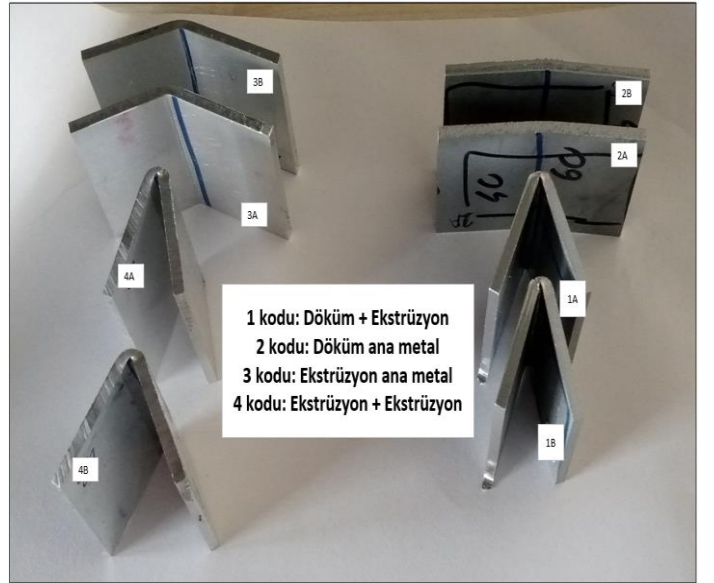 3B
2B
2A
3A
4A
1 kodu: Döküm + Ekstrüzyon
2 kodu: Döküm ana metal
3 kodu: Ekstrüzyon ana metal
4 kodu: Ekstrüzyon + Ekstrüzyon
1A
1B
4B